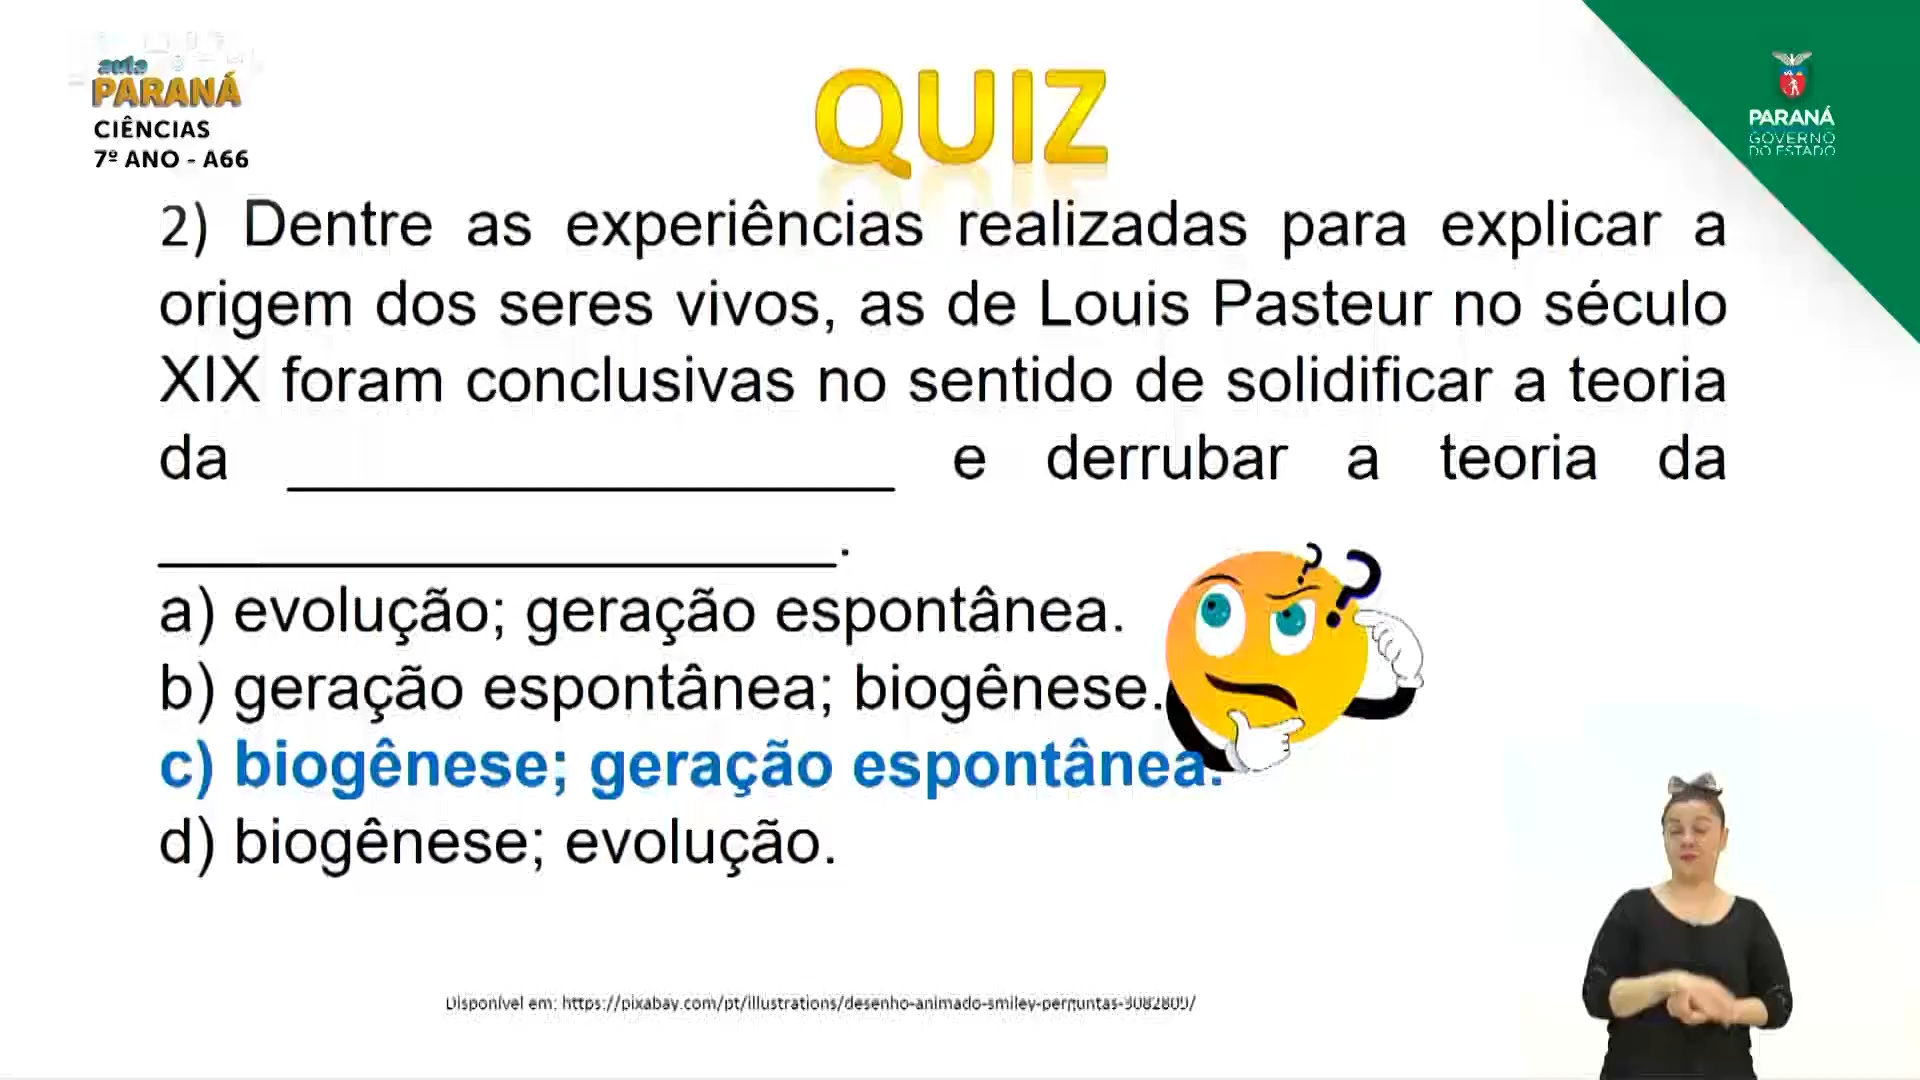 aula
PARANÁ
CIÊNCIAS
7º ANO - A66
QUIZ
PARANÁ
GOVERNO
DO ESTADO
2) Dentre as experiências realizadas para explicar a
origem dos seres vivos, as de Louis Pasteur no século
XIX foram conclusivas no sentido de solidificar a teoria
da ____________________ e derrubar a teoria da
______________________.
a) evolução; geração espontânea.
b) geração espontânea; biogênese.
c) biogênese; geração espontânea.
d) biogênese; evolução.
Disponível em: https://pixabay.com/pt/illustrations/desenho-animado-smiley-perguntas-3082809/